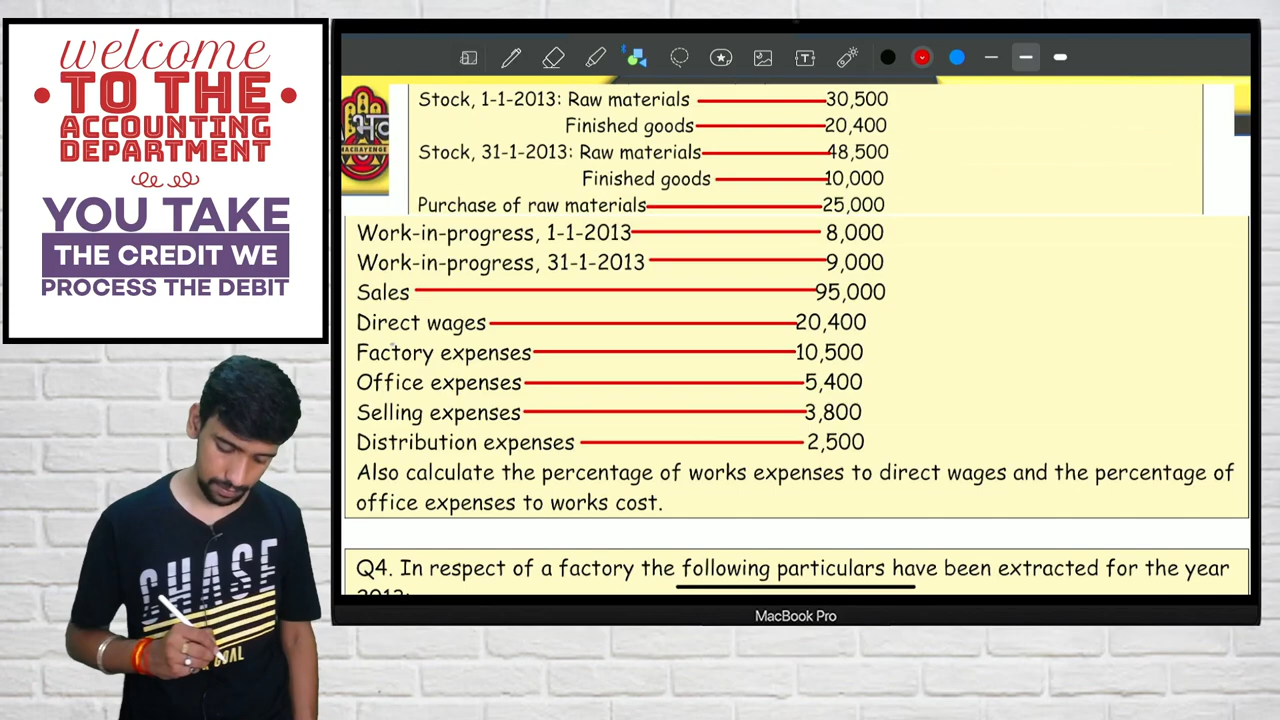 welcome
TO THE
ACCOUNTING
DEPARTMENT
YOU TAKE
THE CREDIT WE
PROCESS THE DEBIT
Stock, 1-1-2013: Raw materials 30,500
Finished goods 20,400
Stock, 31-1-2013: Raw materials 48,500
Finished goods 10,000
Purchase of raw materials 25,000
Work-in-progress, 1-1-2013 8,000
Work-in-progress, 31-1-2013 9,000
Sales 95,000
Direct wages 20,400
Factory expenses 10,500
Office expenses 5,400
Selling expenses 3,800
Distribution expenses 2,500
Also calculate the percentage of works expenses to direct wages and the percentage of
office expenses to works cost.
Q4. In respect of a factory the following particulars have been extracted for the year
MacBook Pro
CHASE
GOAL